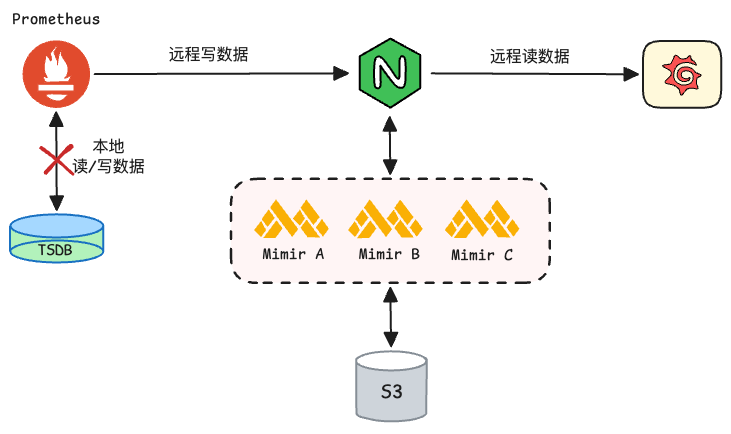 Prometheus
远程写数据
远程读数据
N
本地
读/写数据
TSDB
Mimir A
Mimir B
Mimir C
S3